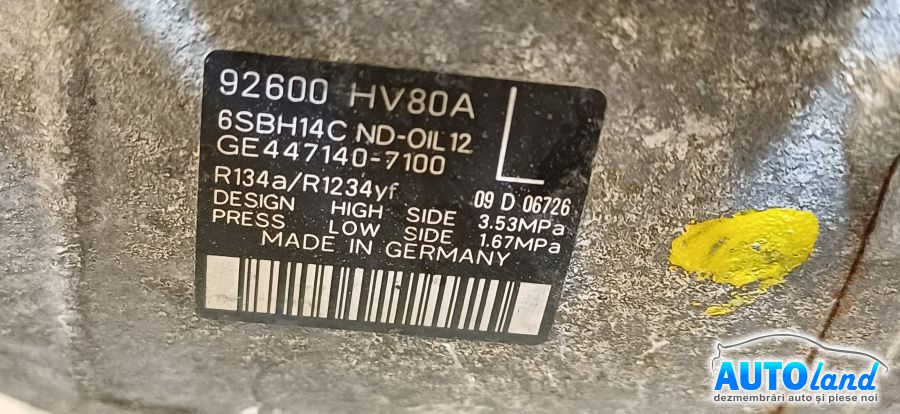 92600 HV80A L
6SBH14C ND-OIL12
GE447140-7100
R134a/R1234yf 09 D 06726
DESIGN HIGH SIDE 3.53MPa
PRESS LOW SIDE 1.67MPa
MADE IN GERMANY
AUTOland
dezmembrări auto și piese noi